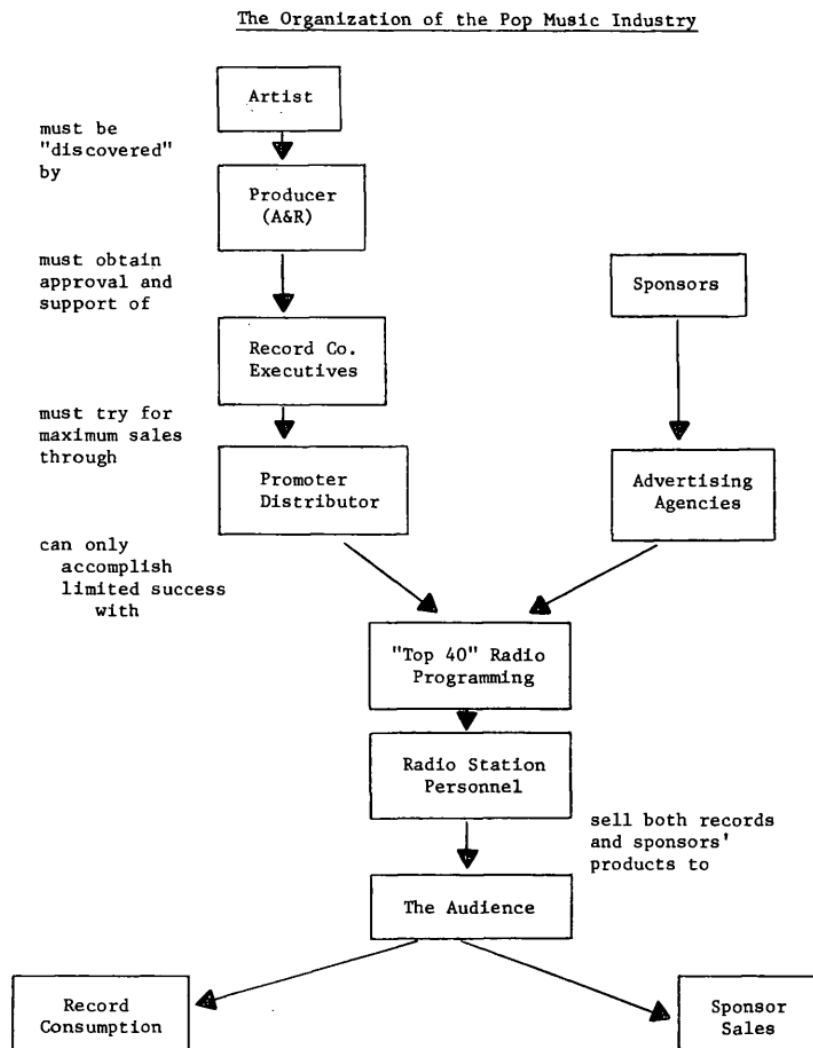 The Organization of the Pop Music Industry
Artist
must be
"discovered"
by
Producer
(A&R)
must obtain
approval and
support of
Sponsors
Record Co.
Executives
must try for
maximum sales
through
Promoter
Distributor
Advertising
Agencies
can only
accomplish
limited success
with
"Top 40" Radio
Programming
Radio Station
Personnel
sell both records
and sponsors'
products to
The Audience
Record
Consumption
Sponsor
Sales